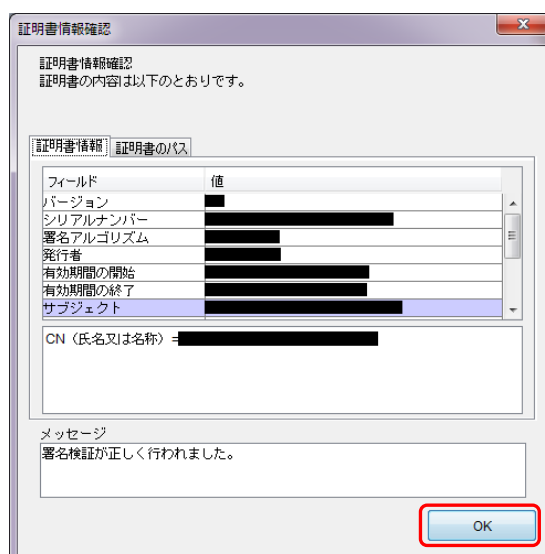 証明書情報確認
証明書情報確認
証明書の内容は以下のとおりです。
証明書情報 証明書のパス
フィールド 値
バージョン
シリアルナンバー
署名アルゴリズム
発行者
有効期間の開始
有効期間の終了
サブジェクト
CN（氏名又は名称）=
メッセージ
署名検証が正しく行われました。
OK